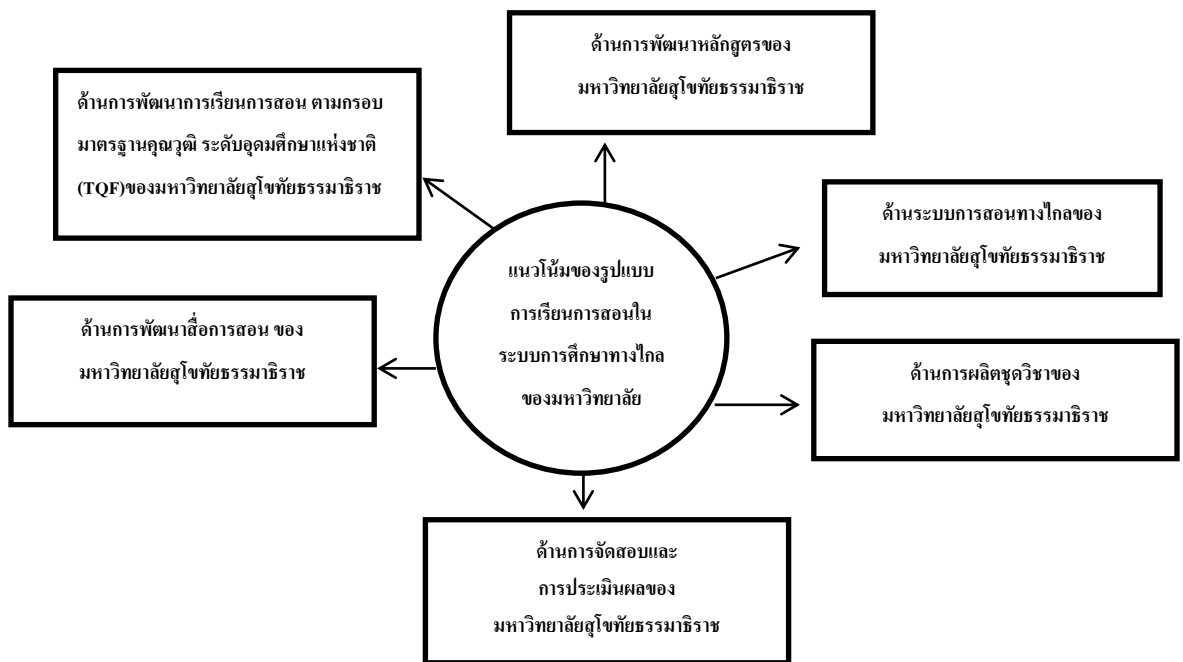 ด้านการพัฒนาหลักสูตรของ
มหาวิทยาลัยสุโขทัยธรรมาธิราช
ด้านการพัฒนาการเรียนการสอน ตามกรอบ
มาตรฐานคุณวุฒิ ระดับอุดมศึกษาแห่งชาติ
(TQF)ของมหาวิทยาลัยสุโขทัยธรรมาธิราช
ด้านระบบการสอนทางไกลของ
มหาวิทยาลัยสุโขทัยธรรมาธิราช
แนวโน้มของรูปแบบ
การเรียนการสอนใน
ระบบการศึกษาทางไกล
ของมหาวิทยาลัย
ด้านการพัฒนาสื่อการสอน ของ
มหาวิทยาลัยสุโขทัยธรรมาธิราช
ด้านการผลิตชุดวิชาของ
มหาวิทยาลัยสุโขทัยธรรมาธิราช
ด้านการจัดสอบและ
การประเมินผลของ
มหาวิทยาลัยสุโขทัยธรรมาธิราช